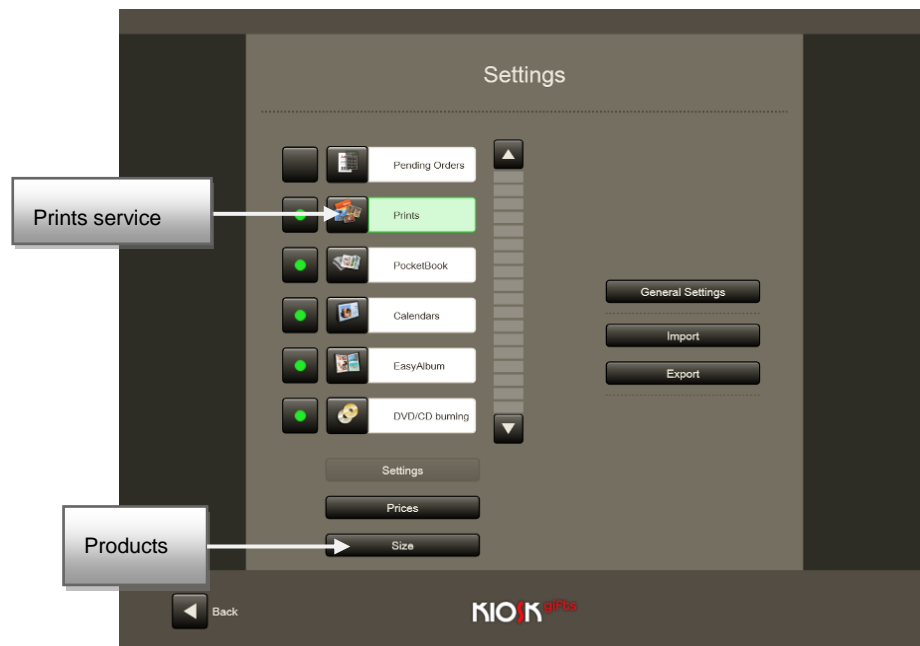 Settings
Pending Orders
Prints service
Prints
PocketBook
General Settings
Calendars
Import
EasyAlbum
Export
DVD/CD burning
Settings
Prices
Products
Size
Back
KIOSK gifts